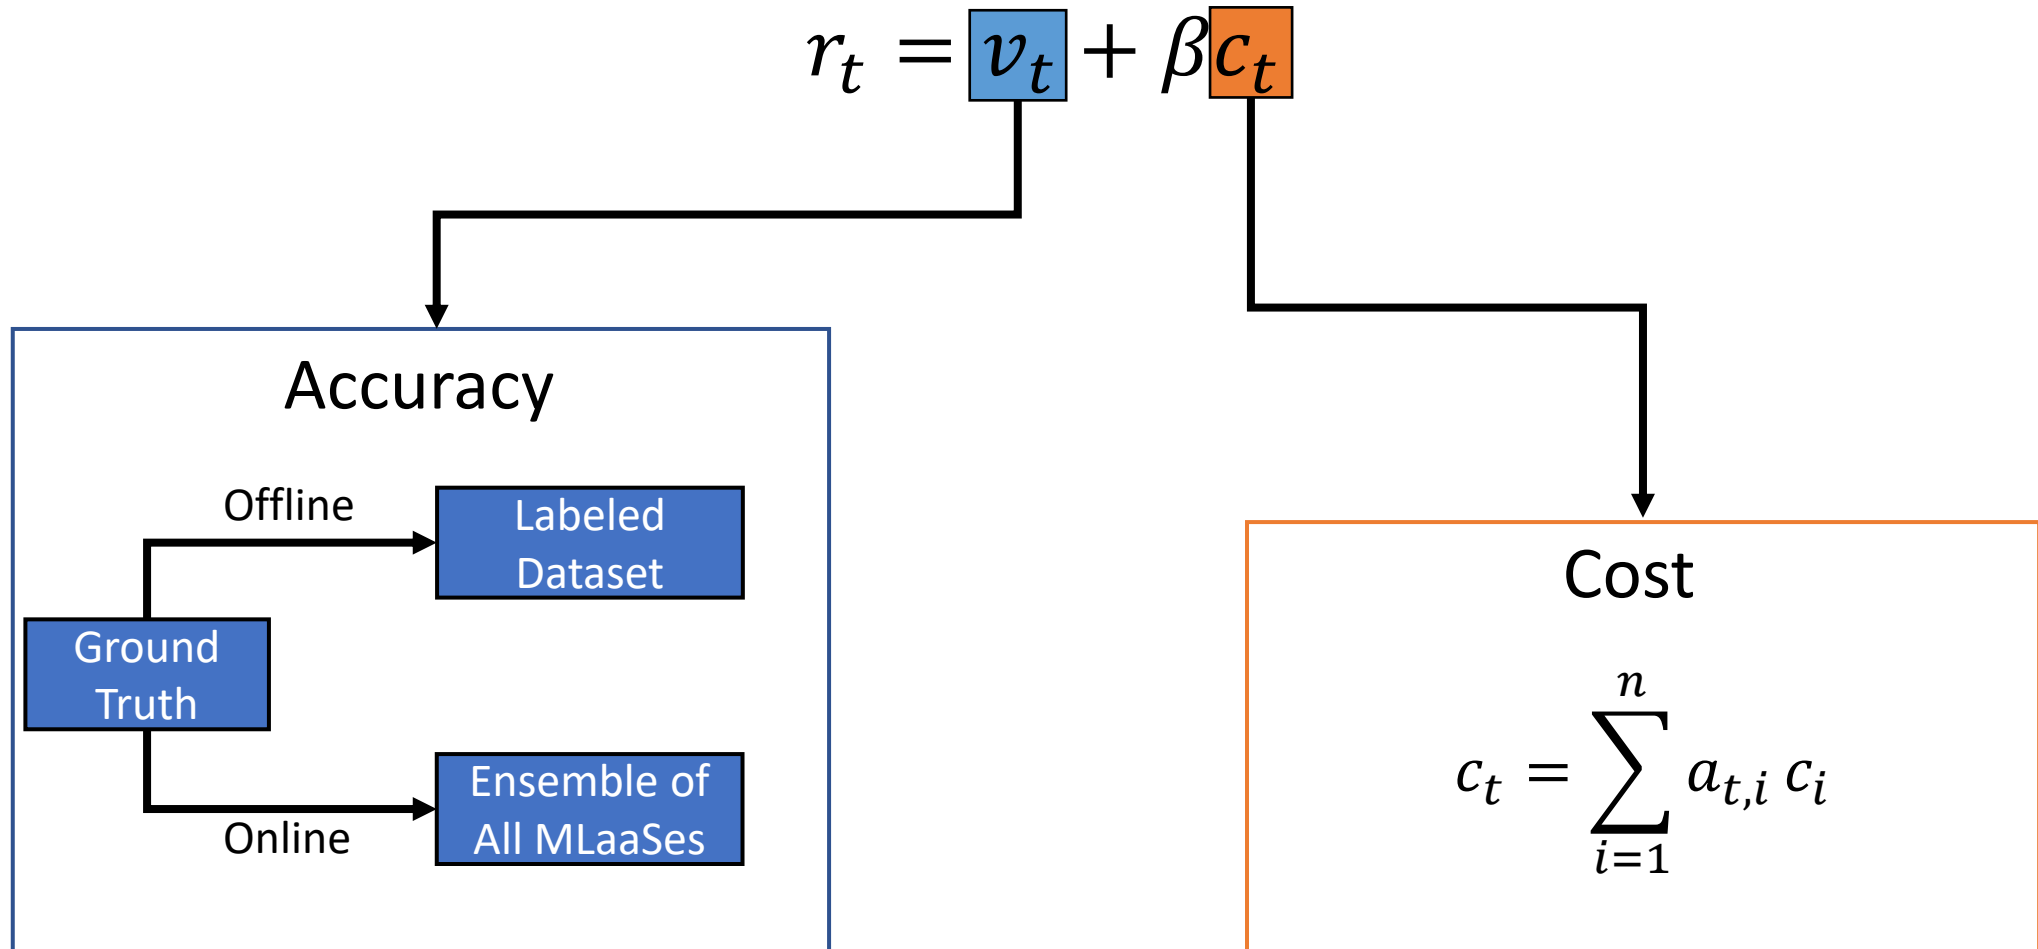 r_t = v_t + βc_t
Accuracy
Offline
Labeled
Dataset
Ground
Truth
Ensemble of
All MLaaSes
Online
Cost
c_t = ∑_{i=1}^{n} a_{t,i} c_i